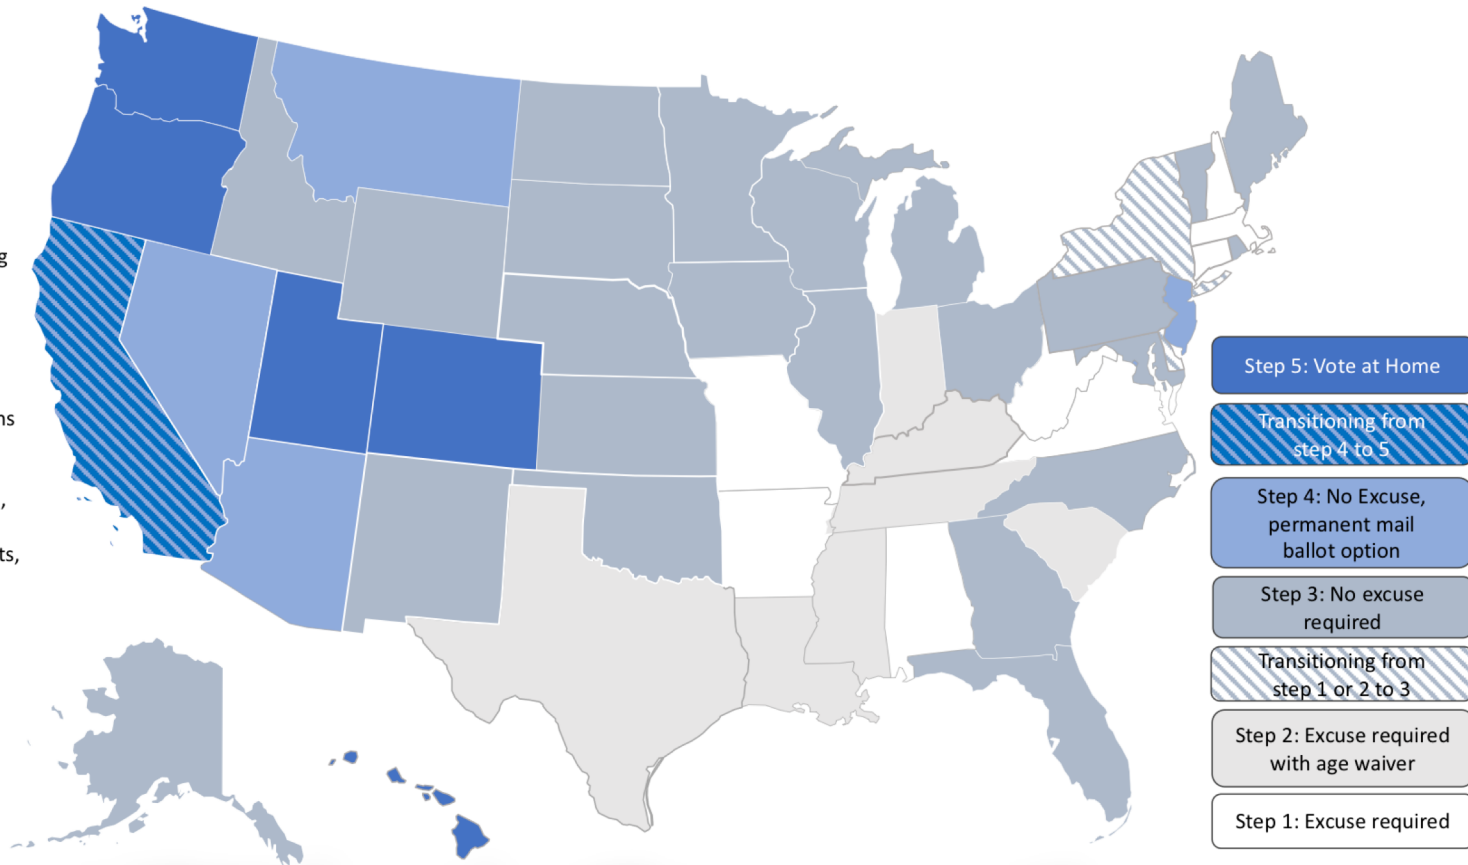 g
ns
,
ts,
Step 5: Vote at Home
Transitioning from
step 4 to 5
Step 4: No Excuse,
permanent mail
ballot option
Step 3: No excuse
required
Transitioning from
step 1 or 2 to 3
Step 2: Excuse required
with age waiver
Step 1: Excuse required